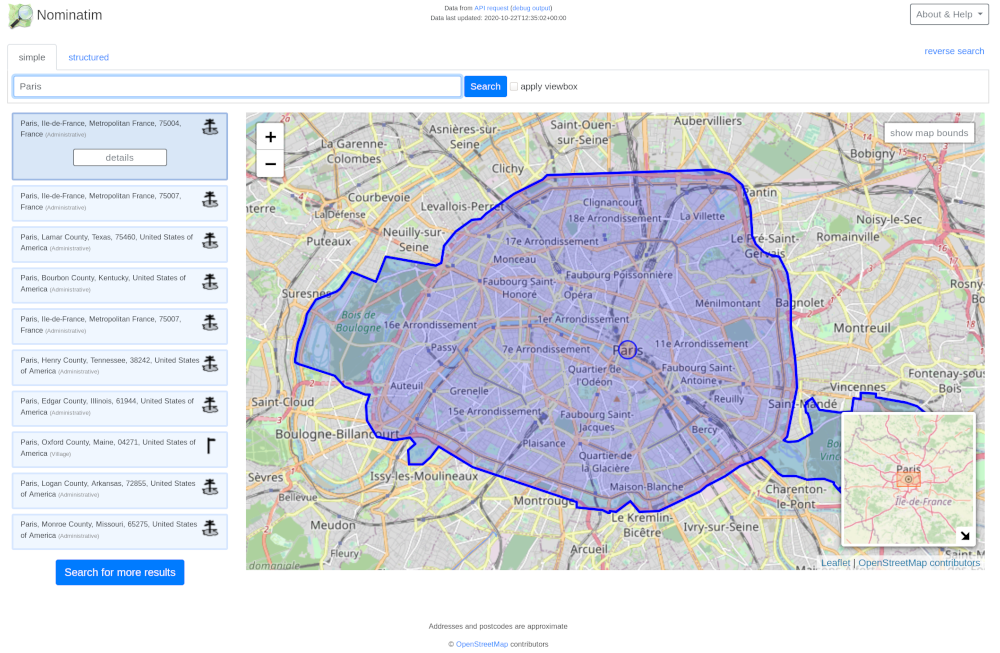 Nominatim
Data from API request (debug output)
Data last updated: 2020-10-22T12:35:02+00:00
About & Help
simple
structured
reverse search
Paris
Search
apply viewbox
Paris, Ile-de-France, Metropolitan France, 75004,
France (Administrative)
details
Paris, Ile-de-France, Metropolitan France, 75007,
France (Administrative)
Paris, Lamar County, Texas, 75460, United States of
America (Administrative)
Paris, Bourbon County, Kentucky, United States of
America (Administrative)
Paris, Ile-de-France, Metropolitan France, 75007,
France (Administrative)
Paris, Henry County, Tennessee, 38242, United States
of America (Administrative)
Paris, Edgar County, Illinois, 61944, United States
of America (Administrative)
Paris, Oxford County, Maine, 04271, United States of
America (Village)
Paris, Logan County, Arkansas, 72855, United States
of America (Administrative)
Paris, Monroe County, Missouri, 65275, United States
of America (Administrative)
Search for more results
+
−
show map bounds
Aubervilliers
Saint-Ouen-
sur-Seine
Asnières-sur-
Seine
La Garenne-
Colombes
Bobigny
Clichy
Pantin
Courbevoie
Levallois-Perret
Clignancourt
nterre
La Défense
18e Arrondissement
La Villette
Noisy-le-Sec
Neuilly-sur-
Seine
Puteaux
17e Arrondissement
Le Pré-Saint-
Gervais
Romainville
Monceau
Faubourg Poissonnière
Faubourg Saint-
Honoré
Opéra
Rosny-
Suresnes
Ménilmontant
Bagnolet
Bois de
Boulogne
16e Arrondissement
1er Arrondissement
Montreuil
Passy
7e Arrondissement
Paris
11e Arrondissement
Quartier de
l'Odéon
Faubourg Saint-
Antoine
Fontenay-sous-
Bois
Auteuil
Grenelle
Reuilly
Vincennes
Saint-Cloud
15e Arrondissement
Faubourg Saint-
Jacques
Saint-Mandé
Boulogne-Billancourt
Bercy
Plaisance
Quartier de
la Glacière
Sèvres
Issy-les-Moulineaux
Maison-Blanche
Bellevue
Montrouge
Charenton-
le-Pont
Meudon
Le Kremlin-
Bicêtre
Ivry-sur-Seine
Fleury
Arcueil
domaniale
Paris
Île-de-France
Leaflet | OpenStreetMap contributors
Addresses and postcodes are approximate
© OpenStreetMap contributors